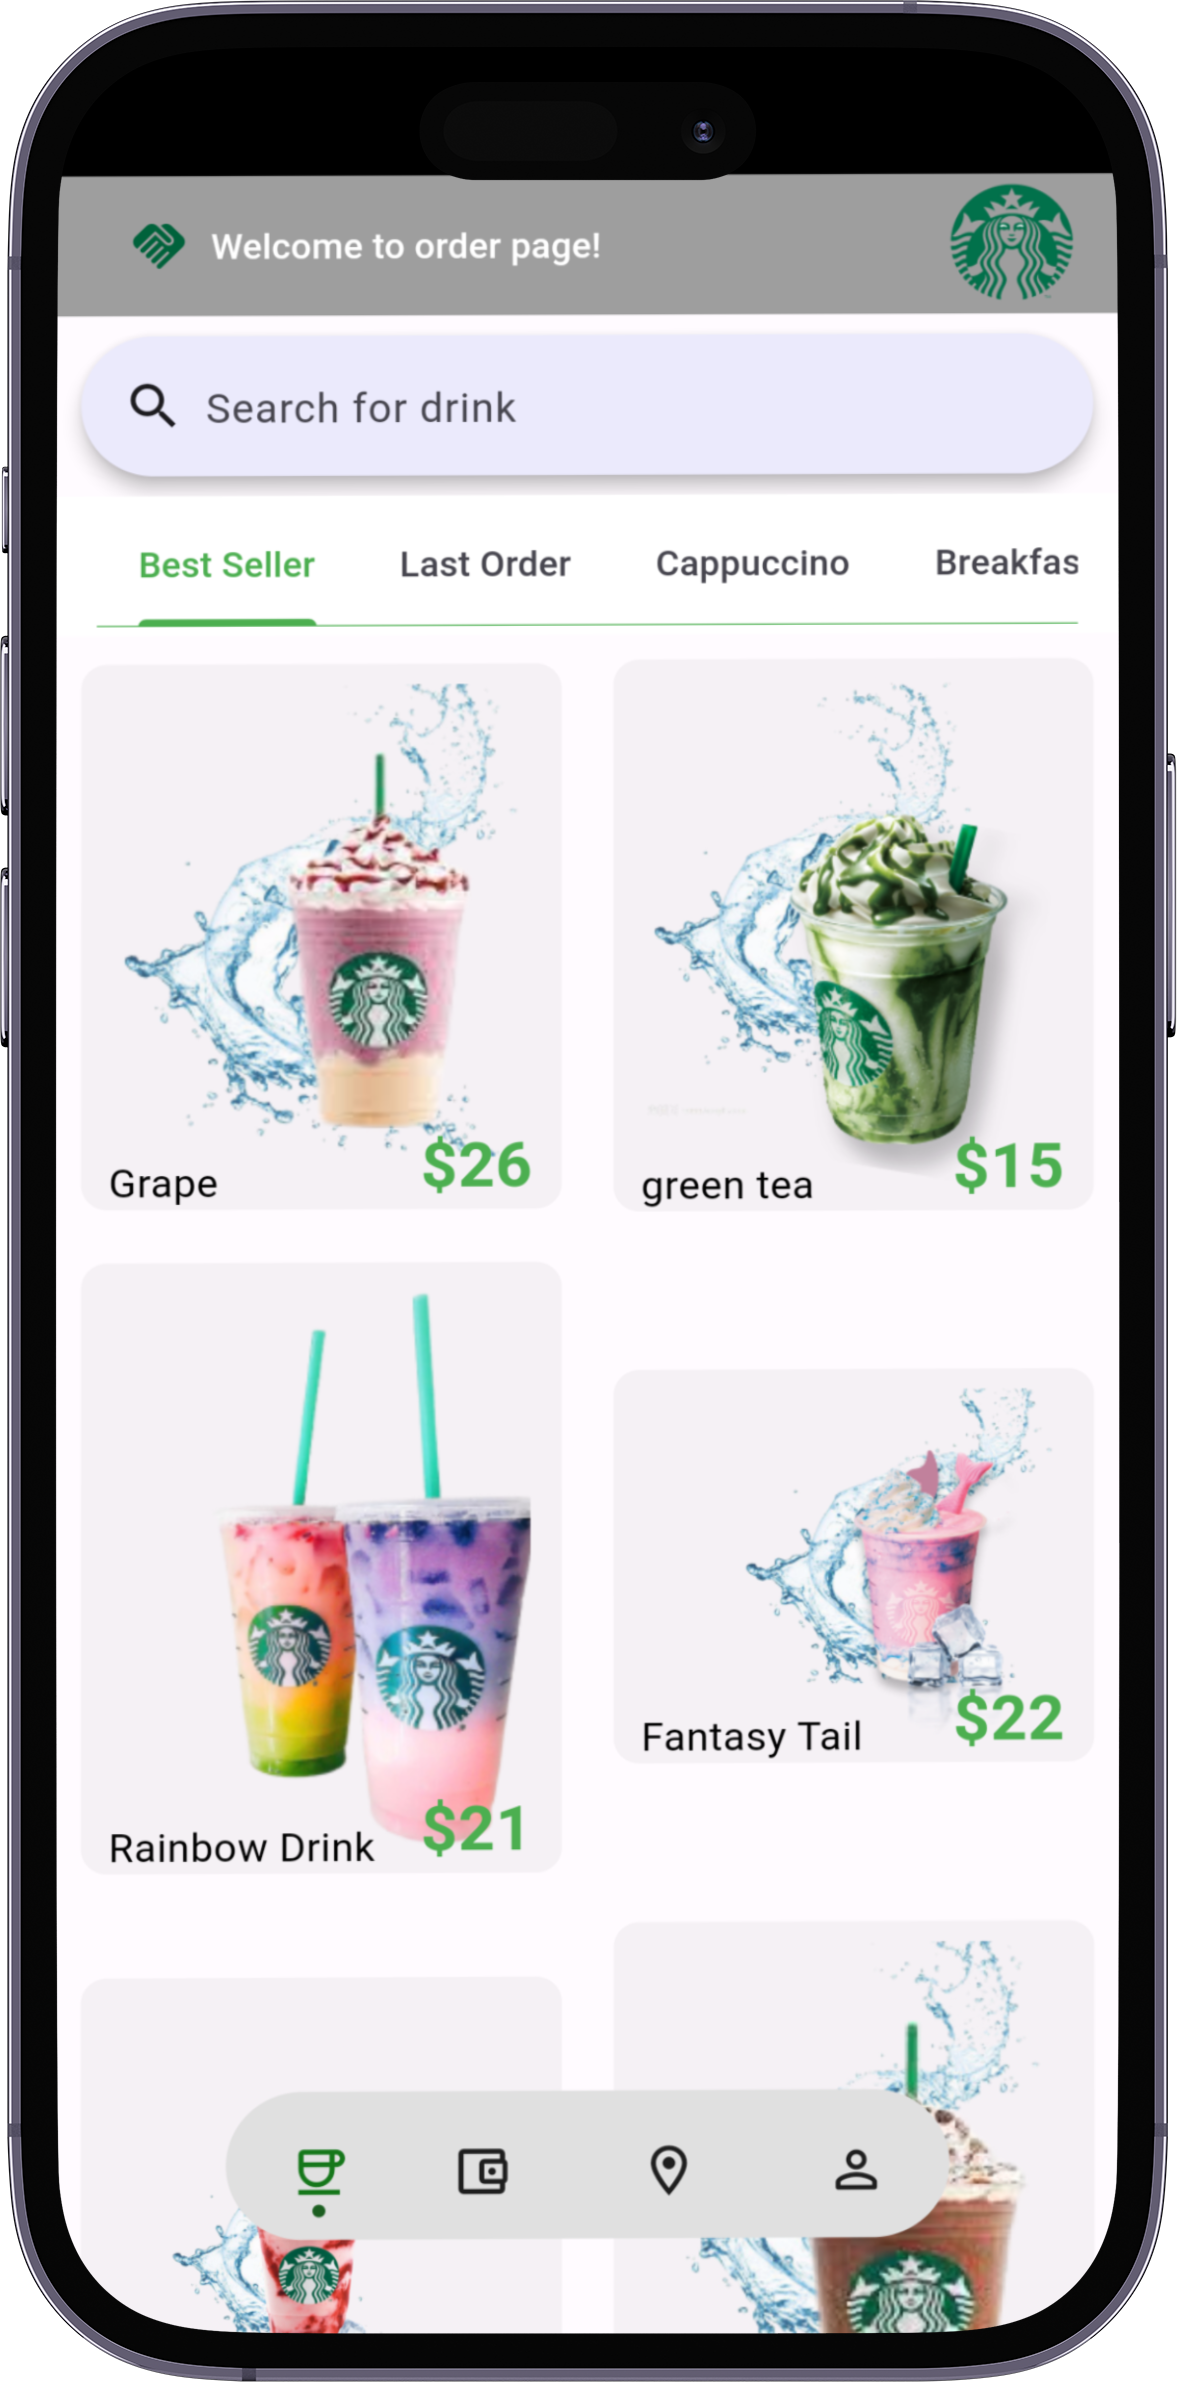 Welcome to order page!
Search for drink
Best Seller
Last Order
Cappuccino
Breakfas
Grape
$26
green tea
$15
Rainbow Drink
$21
Fantasy Tail
$22